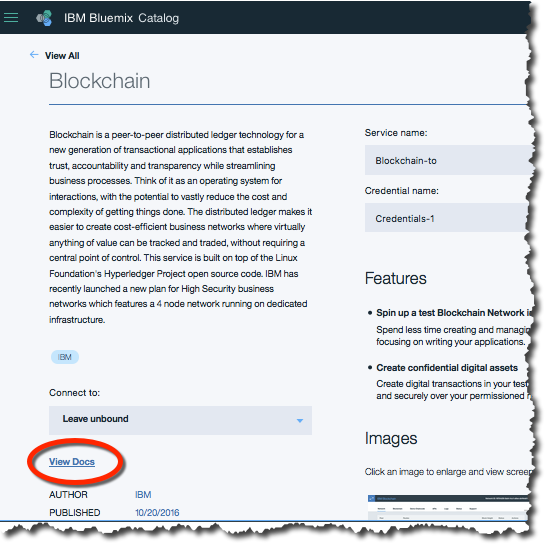 IBM Bluemix Catalog
View All
Blockchain
Blockchain is a peer-to-peer distributed ledger technology for a
new generation of transactional applications that establishes
trust, accountability and transparency while streamlining
business processes. Think of it as an operating system for
interactions, with the potential to vastly reduce the cost and
complexity of getting things done. The distributed ledger makes it
easier to create cost-efficient business networks where virtually
anything of value can be tracked and traded, without requiring a
central point of control. This service is built on top of the Linux
Foundation's Hyperledger Project open source code. IBM has
recently launched a new plan for High Security business
networks which features a 4 node network running on dedicated
infrastructure.
IBM
Connect to:
Leave unbound
View Docs
AUTHOR IBM
PUBLISHED 10/20/2016
Service name:
Blockchain-to
Credential name:
Credentials-1
Features
Spin up a test Blockchain Network i
Spend less time creating and managin
focusing on writing your applications.
Create confidential digital assets
Create digital transactions in your test
and securely over your permissioned
Images
Click an image to enlarge and view screen